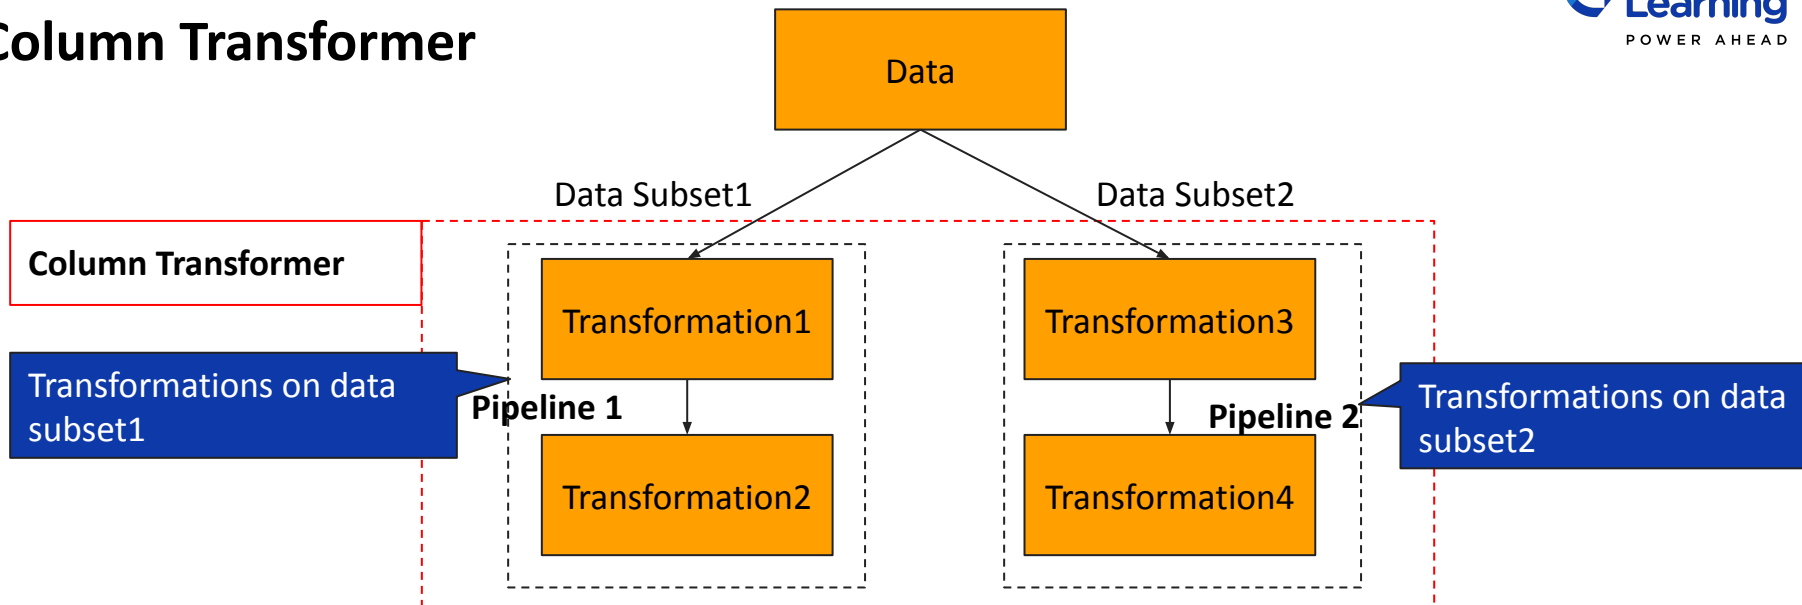 Column Transformer
Learning
POWER AHEAD
Data
Data Subset1
Data Subset2
Column Transformer
Transformation1
Transformation3
Transformations on data
subset1
Pipeline 1
Pipeline 2
Transformations on data
subset2
Transformation2
Transformation4